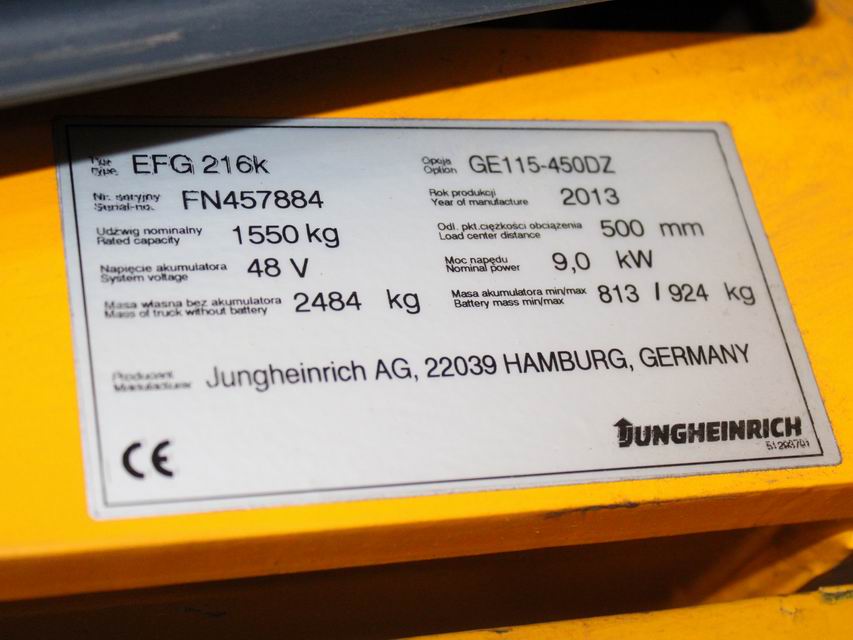 Type EFG 216k Opcja GE115-450DZ
Type. Option
Nr. seryjny FN457884 Rok produkcji 2013
Serial-no. Year of manufacture
Udźwig nominalny 1550 kg Odl. pkt.ciężkości obciążenia 500 mm
Rated capacity Load center distance
Napięcie akumulatora 48 V Moc napędu 9,0 kW
System voltage Nominal power
Masa własna bez akumulatora 2484 kg Masa akumulatora min/max 813 / 924 kg
Mass of truck without battery Battery mass min/max
Producent Jungheinrich AG, 22039 HAMBURG, GERMANY
Manufacturer
CE JUNGHEINRICH
51293701